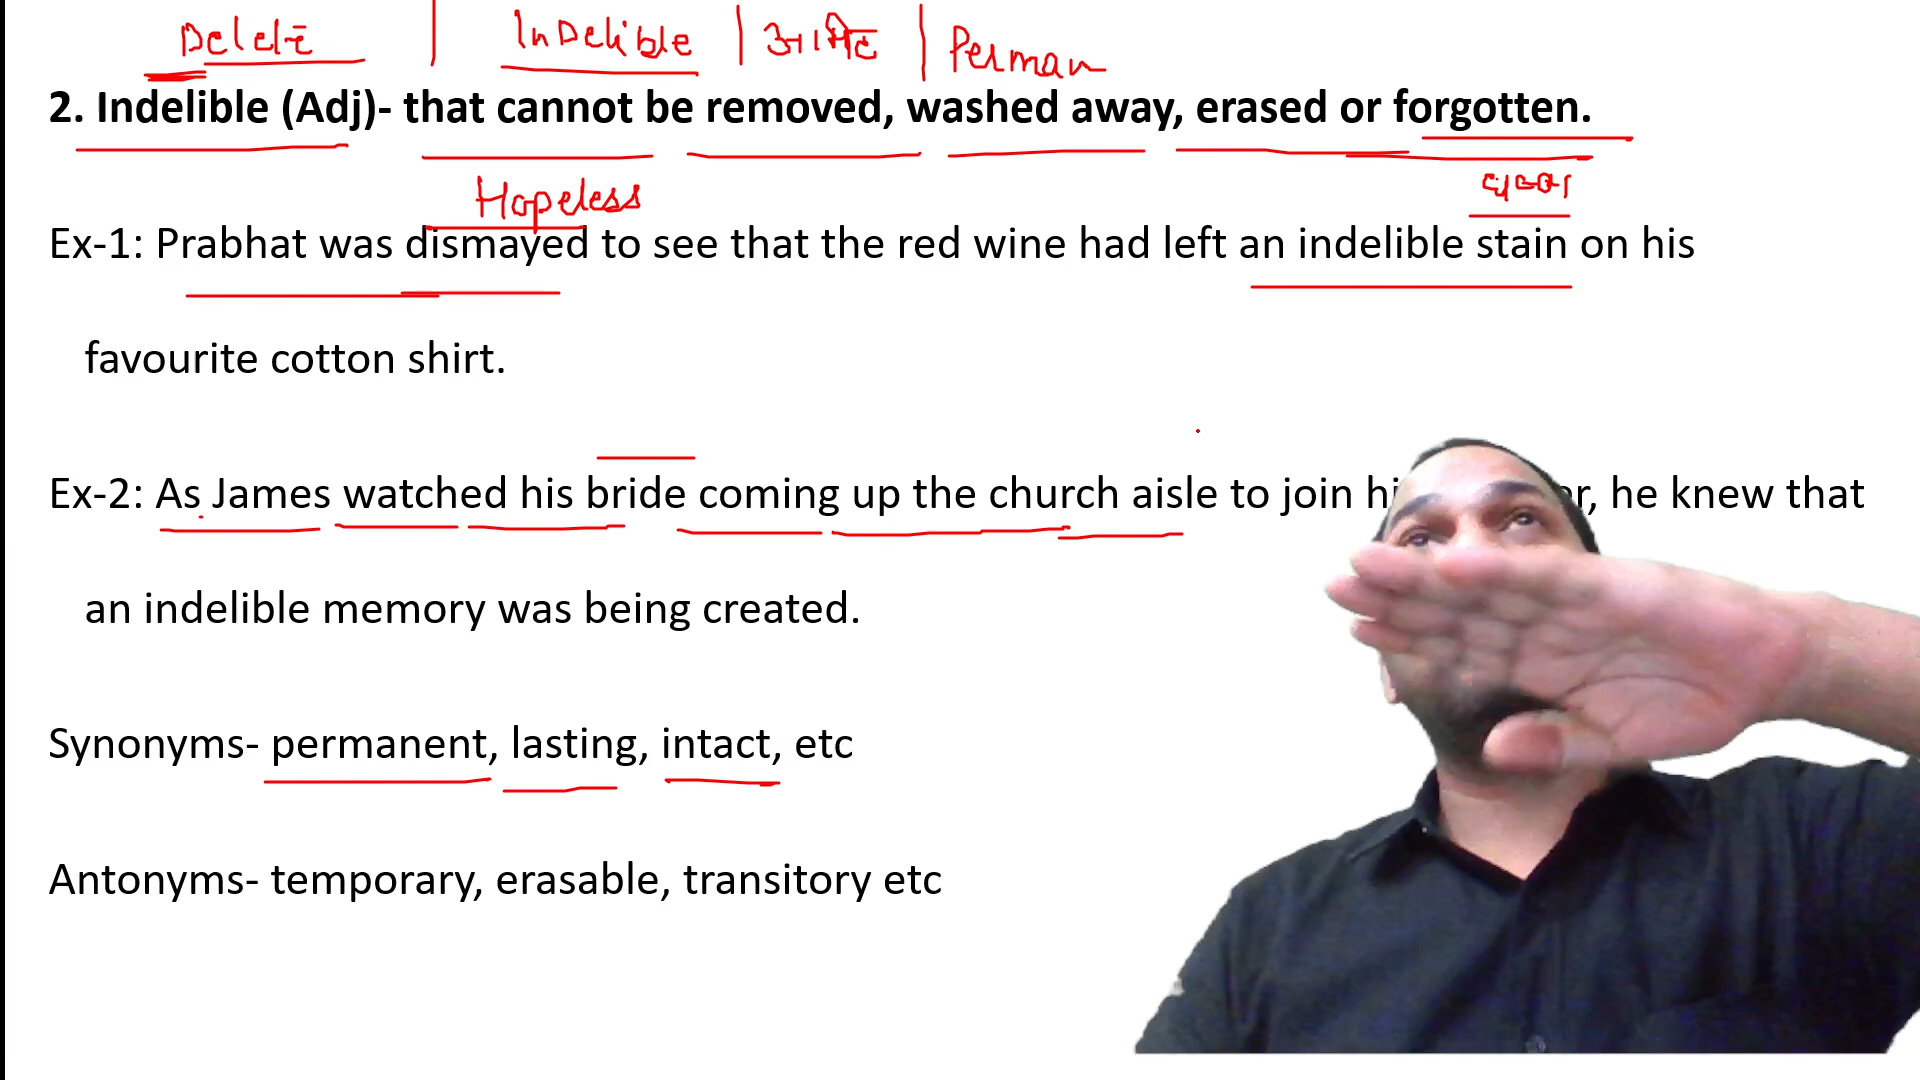 Delete | InDelible | अमिट | Perman
2. Indelible (Adj)- that cannot be removed, washed away, erased or forgotten.
Hopeless
Ex-1: Prabhat was dismayed to see that the red wine had left an indelible stain on his
favourite cotton shirt.
Ex-2: As James watched his bride coming up the church aisle to join he knew that
an indelible memory was being created.
Synonyms- permanent, lasting, intact, etc
Antonyms- temporary, erasable, transitory etc